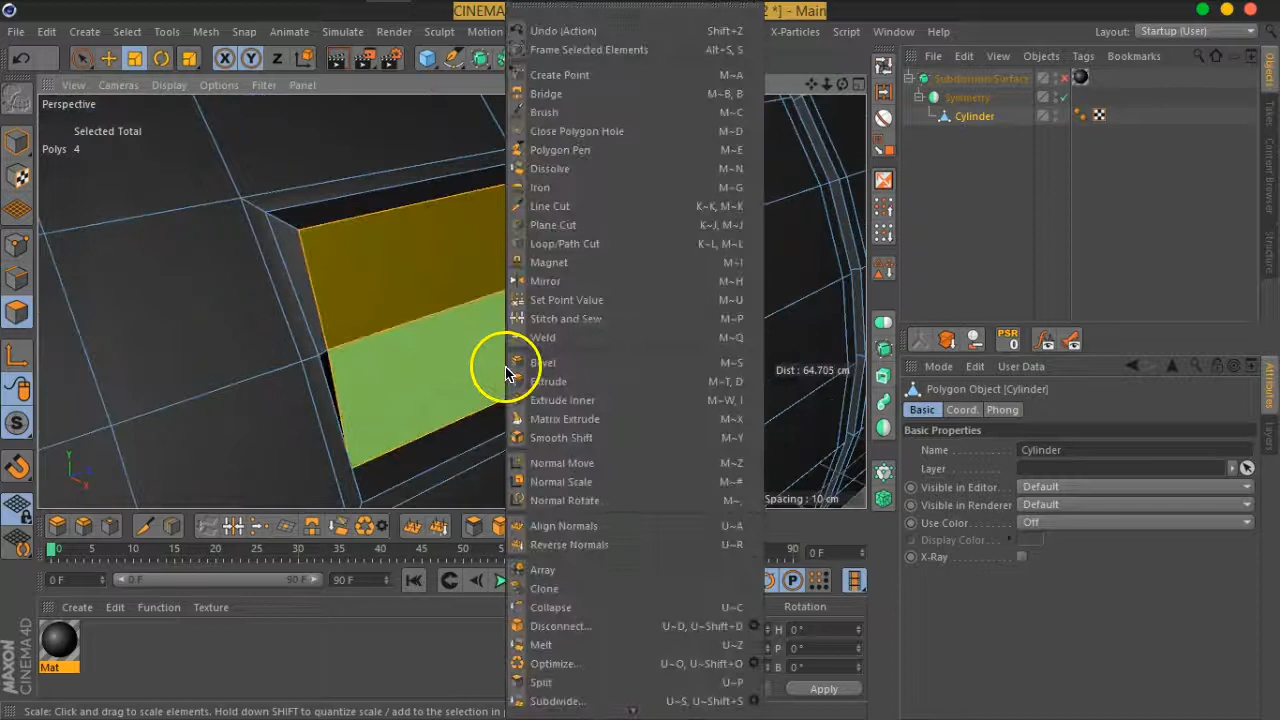 CINEMA
2 *] - Main
File Edit Create Select Tools Mesh Snap Animate Simulate Render Sculpt Motion
X-Particles Script Window Help Layout: Startup (User)
X Y Z
View Cameras Display Options Filter Panel
Perspective
Selected Total
Polys 4
Undo (Action) Shift+Z
Frame Selected Elements Alt+S, S
Create Point M~A
Bridge M~B, B
Brush M~C
Close Polygon Hole M~D
Polygon Pen M~E
Dissolve M~N
Iron M~G
Line Cut K~K, M~K
Plane Cut K~J, M~J
Loop/Path Cut K~L, M~L
Magnet M~I
Mirror M~H
Set Point Value M~U
Stitch and Sew M~P
Weld M~Q
Bevel M~S
Extrude M~T, D
Extrude Inner M~W, I
Matrix Extrude M~X
Smooth Shift M~Y
Normal Move M~Z
Normal Scale M~#
Normal Rotate M~,
Align Normals U~A
Reverse Normals U~R
Array
Clone
Collapse U~C
Disconnect... U~D, U~Shift+D
Melt U~Z
Optimize... U~O, U~Shift+O
Split U~P
Subdivide... U~S, U~Shift+S
Dist : 64.705 cm
Spacing : 10 cm
PSR
0
File Edit View Objects Tags Bookmarks
Subdivision Surface
Symmetry
Cylinder
Objects
Takes
Content Browser
Structure
Mode Edit User Data
Polygon Object [Cylinder]
Basic Coord. Phong
Basic Properties
Name Cylinder
Layer
Visible in Editor . . . Default
Visible in Renderer Default
Use Color. . . Off
Display Color. . .
X-Ray
Attributes
Layers
0 5 10 15 20 25 30 35 40 45 50 90 0 F
0 F 0 F 90 F 90 F
P
Create Edit Function Texture
Mat
Rotation
H 0 °
P 0 °
B 0 °
Apply
MAXON
CINEMA 4D
Scale: Click and drag to scale elements. Hold down SHIFT to quantize scale / add to the selection in